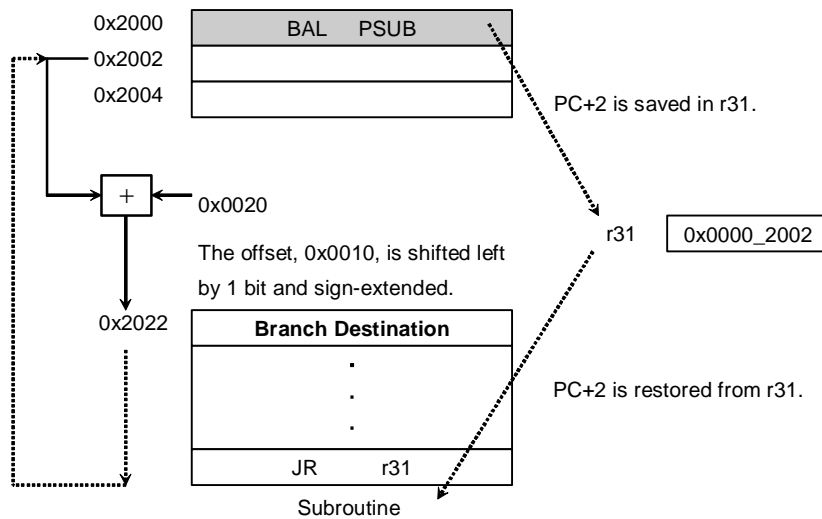 0x2000
BAL PSUB
0x2002
0x2004
PC+2 is saved in r31.
+
0x0020
r31
0x0000_2002
The offset, 0x0010, is shifted left
by 1 bit and sign-extended.
0x2022
Branch Destination
.
.
.
PC+2 is restored from r31.
JR r31
Subroutine